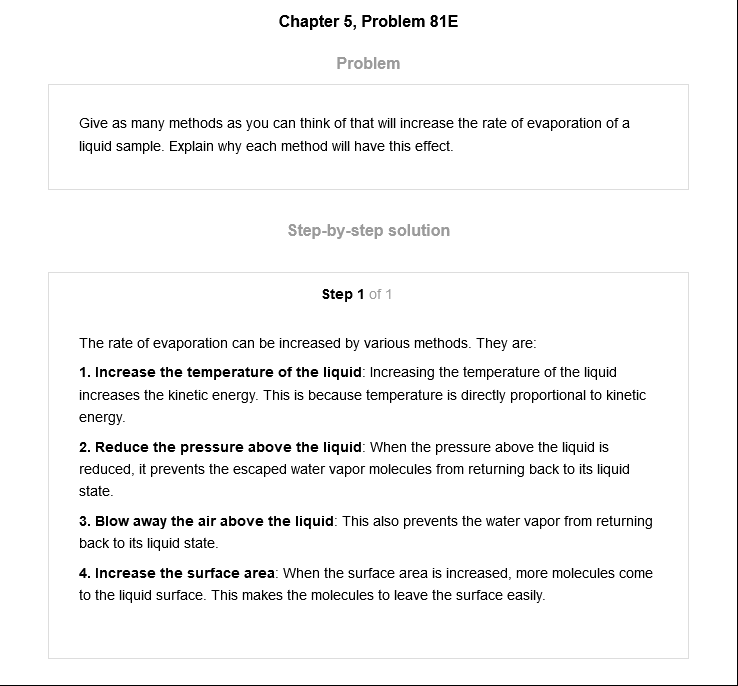 Chapter 5, Problem 81E
Problem
Give as many methods as you can think of that will increase the rate of evaporation of a
liquid sample. Explain why each method will have this effect.
Step-by-step solution
Step 1 of 1
The rate of evaporation can be increased by various methods. They are:
1. Increase the temperature of the liquid: Increasing the temperature of the liquid
increases the kinetic energy. This is because temperature is directly proportional to kinetic
energy.
2. Reduce the pressure above the liquid: When the pressure above the liquid is
reduced, it prevents the escaped water vapor molecules from returning back to its liquid
state.
3. Blow away the air above the liquid: This also prevents the water vapor from returning
back to its liquid state.
4. Increase the surface area: When the surface area is increased, more molecules come
to the liquid surface. This makes the molecules to leave the surface easily.